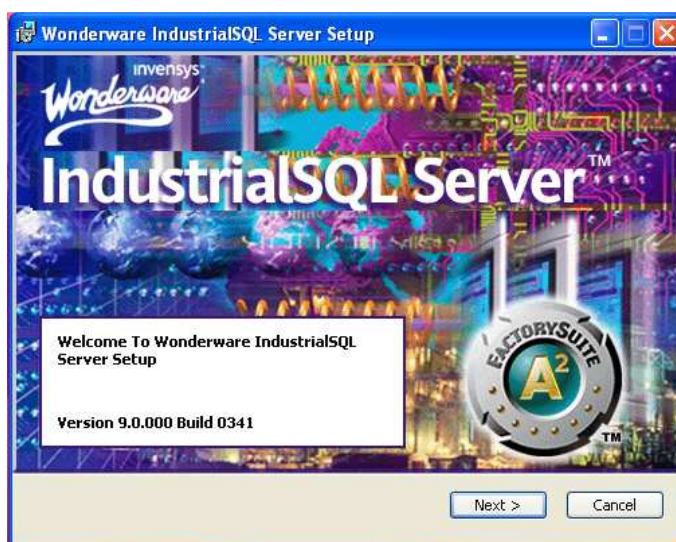 Wonderware IndustrialSQL Server Setup
invensys
Wonderware
IndustrialSQL Server™
Welcome To Wonderware IndustrialSQL
Server Setup
Version 9.0.000 Build 0341
FACTORYSUITE
A²
TM
Next >
Cancel